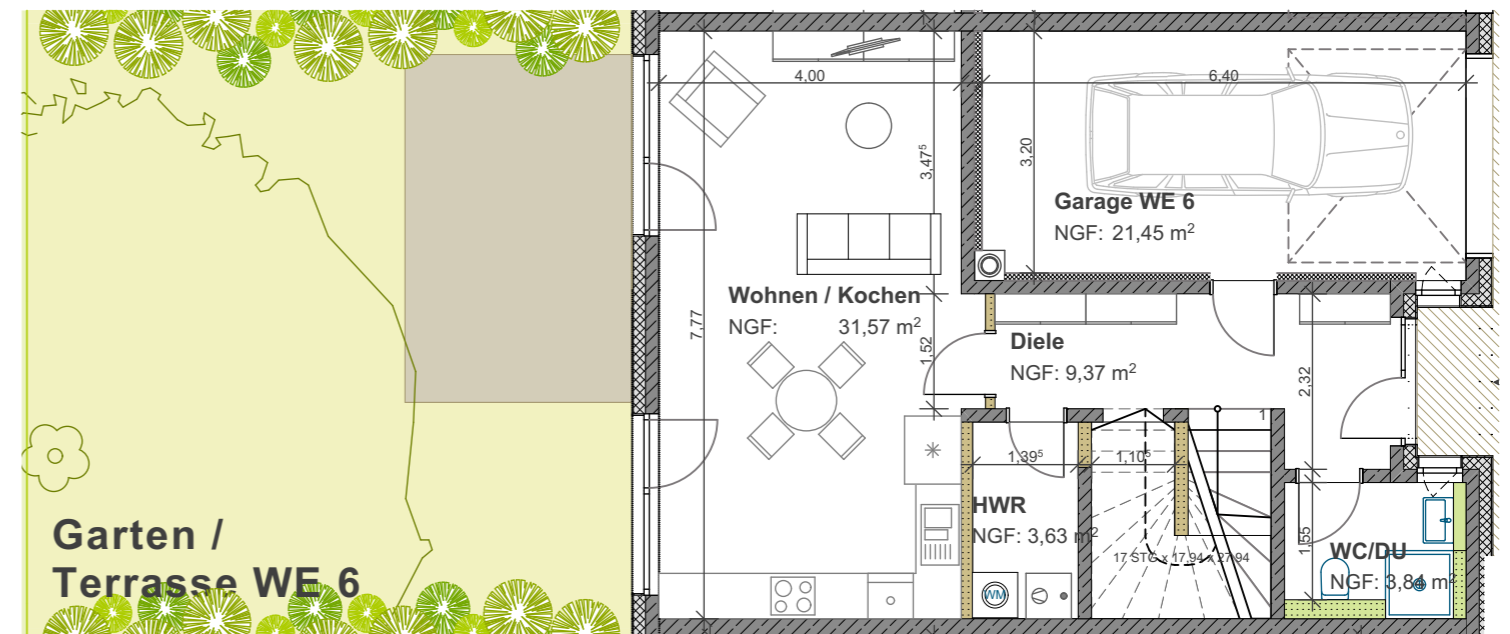 4,00
6,40
3,47⁵
3,20
Garage WE 6
NGF: 21,45 m²
Wohnen / Kochen
NGF: 31,57 m²
7,77
1,52
Diele
NGF: 9,37 m²
2,32
1
1,39⁵
1,10⁵
HWR
NGF: 3,63 m²
Garten /
Terrasse WE 6
17 STG x 17,94 x 27,94
1,55
WC/DU
NGF: 3,84 m²
WM